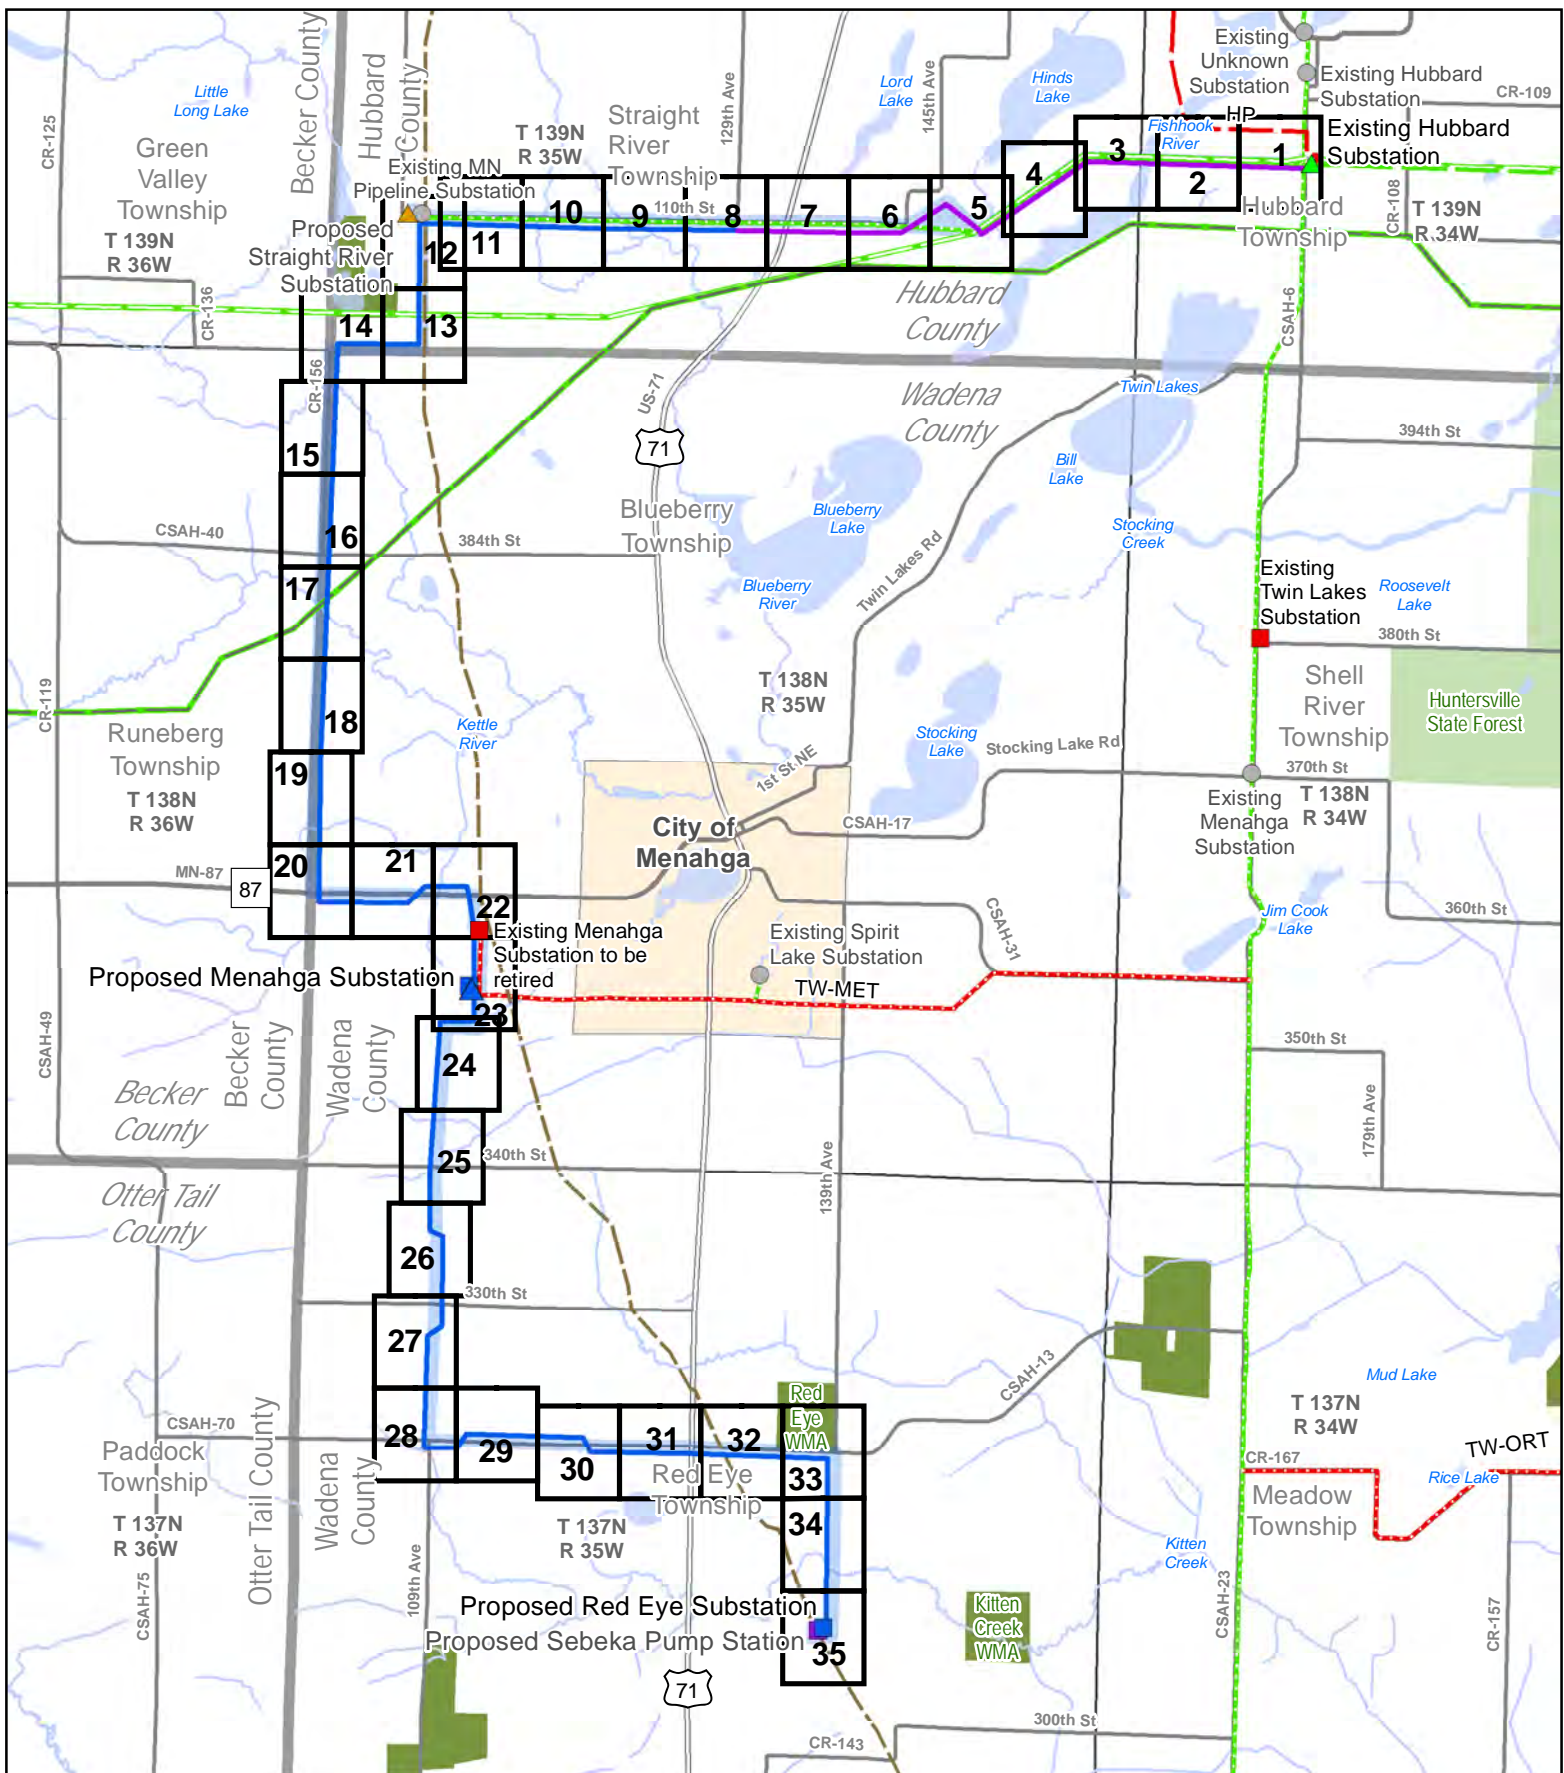 Becker County
Hubbard
County
Little
Long Lake
CR-125
Green
Valley
Township
T 139N
R 36W
CR-136
T 139N
R 35W
Straight
River
Township
129th Ave
Lord
Lake
145th Ave
Hinds
Lake
Existing
Unknown
Substation
Existing Hubbard
Substation
CR-109
HP
Fishhook
River
Existing Hubbard
Substation
1
2
3
4
5
6
7
8
9
10
11
12
13
14
110th St
Existing MN
Pipeline Substation
Proposed
Straight River
Substation
Hubbard
Township
CR-108
T 139N
R 34W
CSAH-6
Hubbard
County
Wadena
County
CR-156
US-71
71
Twin Lakes
394th St
Bill
Lake
Blueberry
Township
Blueberry
Lake
Blueberry
River
Twin Lakes Rd
Stocking
Creek
15
16
17
18
19
20
21
22
23
CSAH-40
384th St
Existing
Twin Lakes
Substation
Roosevelt
Lake
380th St
Shell
River
Township
Huntersville
State Forest
CR-119
Runeberg
Township
T 138N
R 36W
Kettle
River
T 138N
R 35W
Stocking
Lake
Stocking Lake Rd
1st St NE
370th St
Existing
Menahga
Substation
T 138N
R 34W
City of
Menahga
CSAH-17
MN-87
87
Existing Menahga
Substation to be
retired
Proposed Menahga Substation
Existing Spirit
Lake Substation
TW-MET
CSAH-31
Jim Cook
Lake
360th St
CSAH-49
Becker
County
Wadena
County
Becker
County
24
25
26
27
28
29
30
31
32
33
34
35
350th St
179th Ave
340th St
139th Ave
Otter Tail
County
330th St
CSAH-13
Mud Lake
T 137N
R 34W
TW-ORT
CR-167
Rice Lake
Meadow
Township
Red
Eye
WMA
CSAH-70
Paddock
Township
T 137N
R 36W
Otter Tail County
Wadena
County
Red Eye
Township
T 137N
R 35W
Kitten
Creek
CSAH-75
109th Ave
Proposed Red Eye Substation
Proposed Sebeka Pump Station
Kitten
Creek
WMA
CSAH-23
CR-157
71
300th St
CR-143